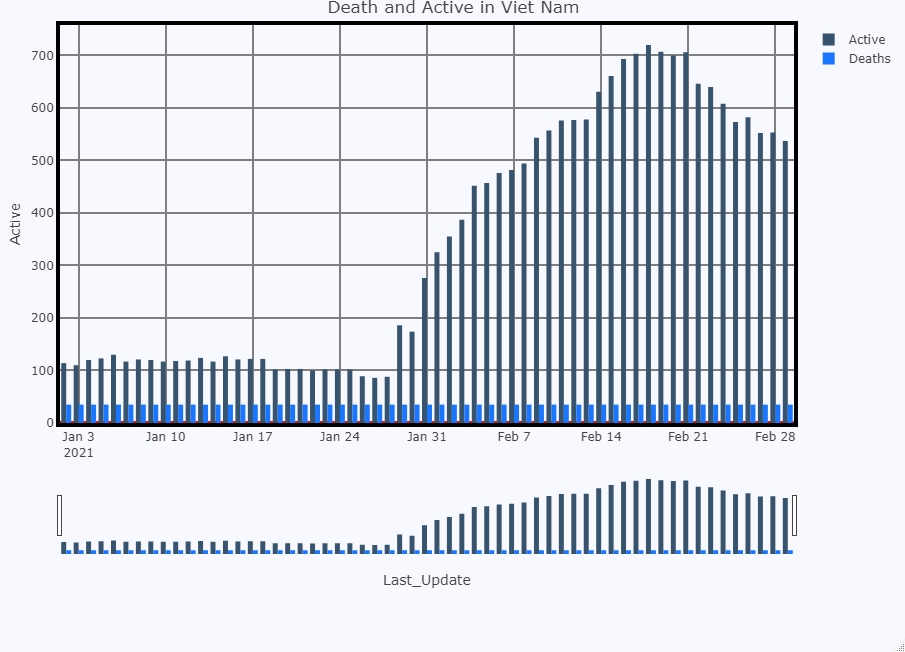 Death and Active in Viet Nam
Active
Deaths
Active
700
600
500
400
300
200
100
0
Jan 3 Jan 10 Jan 17 Jan 24 Jan 31 Feb 7 Feb 14 Feb 21 Feb 28
2021
Last_Update